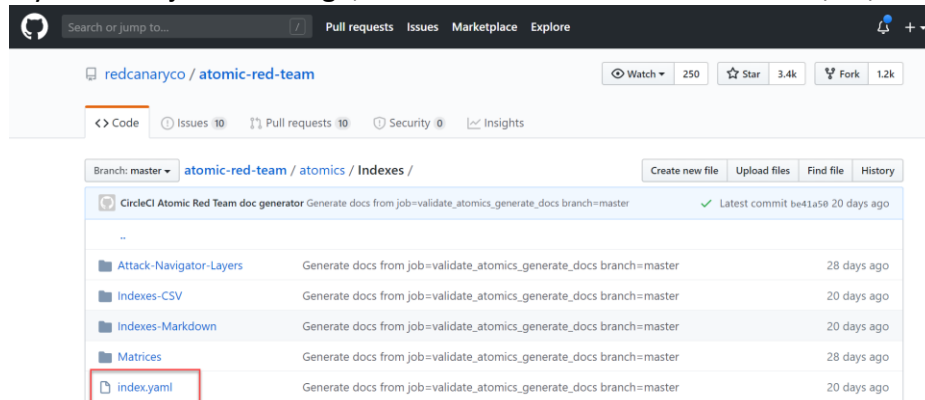 Search or jump to... / Pull requests Issues Marketplace Explore
redcanaryco / atomic-red-team Watch 250 Star 3.4k Fork 1.2k
Code Issues 10 Pull requests 10 Security 0 Insights
Branch: master atomic-red-team / atomics / Indexes / Create new file Upload files Find file History
CircleCI Atomic Red Team doc generator Generate docs from job=validate_atomics_generate_docs branch=master Latest commit be41a50 20 days ago
..
Attack-Navigator-Layers Generate docs from job=validate_atomics_generate_docs branch=master 28 days ago
Indexes-CSV Generate docs from job=validate_atomics_generate_docs branch=master 20 days ago
Indexes-Markdown Generate docs from job=validate_atomics_generate_docs branch=master 20 days ago
Matrices Generate docs from job=validate_atomics_generate_docs branch=master 28 days ago
index.yaml Generate docs from job=validate_atomics_generate_docs branch=master 20 days ago